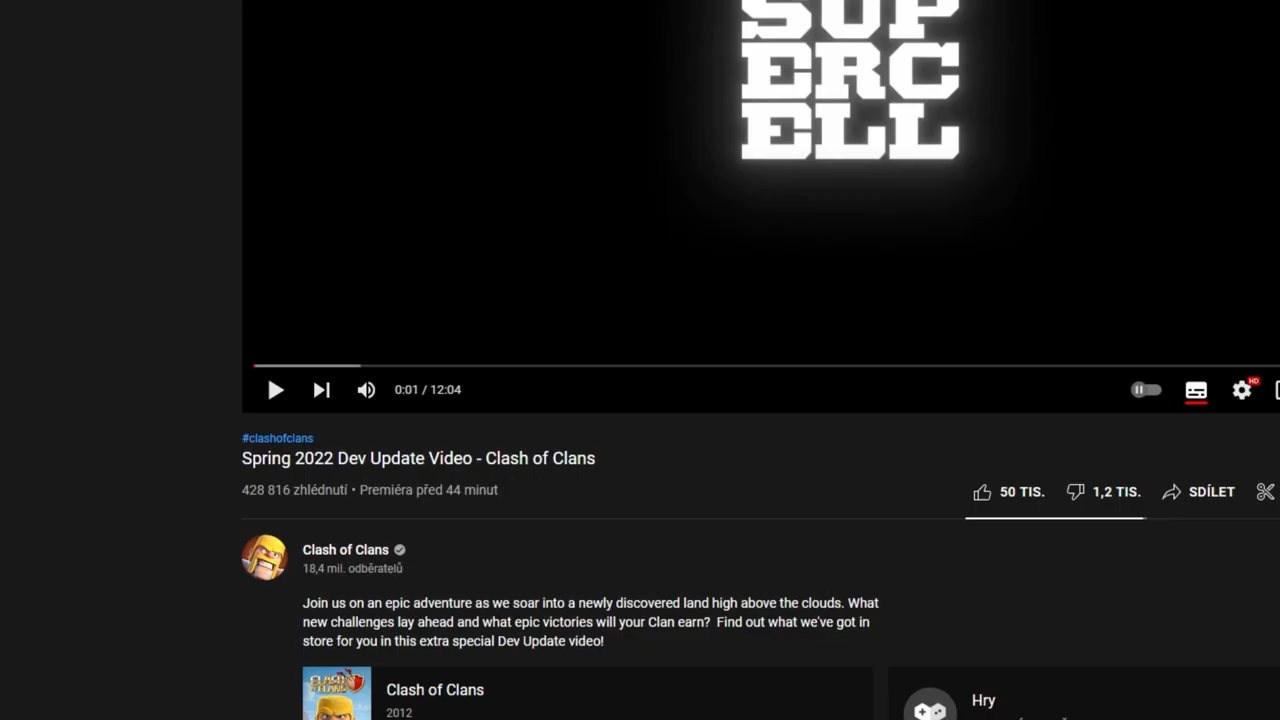 SUP
ERC
ELL
0:01 / 12:04
HD
#clashofclans
Spring 2022 Dev Update Video - Clash of Clans
428 816 zhlédnutí • Premiéra před 44 minut
50 TIS.
1,2 TIS.
SDÍLET
Clash of Clans
18,4 mil. odběratelů
Join us on an epic adventure as we soar into a newly discovered land high above the clouds. What
new challenges lay ahead and what epic victories will your Clan earn?  Find out what we've got in
store for you in this extra special Dev Update video!
CLASH
OF CLANS
Clash of Clans
2012
Hry